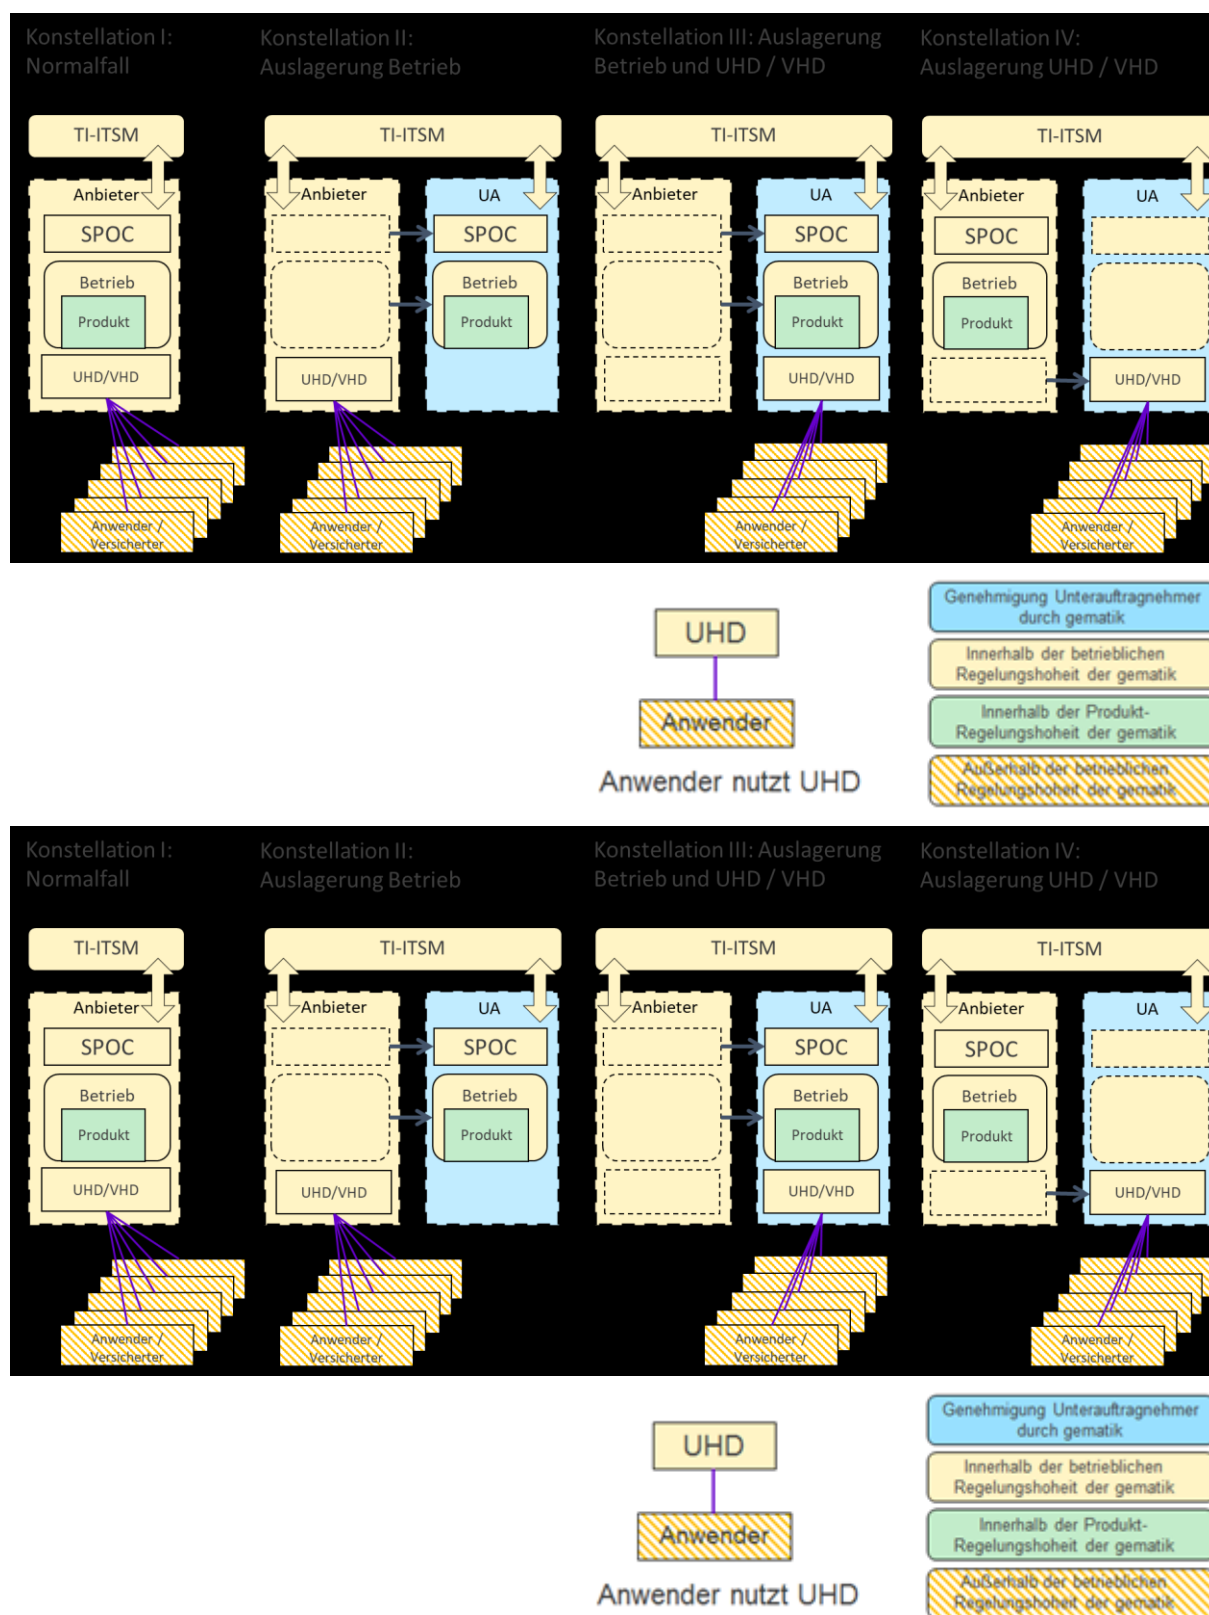 Konstellation I:
Normalfall
Konstellation II:
Auslagerung Betrieb
Konstellation III: Auslagerung
Betrieb und UHD / VHD
Konstellation IV:
Auslagerung UHD / VHD
TI-ITSM
TI-ITSM
TI-ITSM
TI-ITSM
Anbieter
SPOC
Betrieb
Produkt
UHD/VHD
Anwender /
Versicherter
Anbieter
UHD/VHD
UA
SPOC
Betrieb
Produkt
Anwender /
Versicherter
Anbieter
UA
SPOC
Betrieb
Produkt
UHD/VHD
Anwender /
Versicherter
Anbieter
SPOC
Betrieb
Produkt
UA
UHD/VHD
Anwender /
Versicherter
UHD
Anwender
Anwender nutzt UHD
Genehmigung Unterauftragnehmer
durch gematik
Innerhalb der betrieblichen
Regelungshoheit der gematik
Innerhalb der Produkt-
Regelungshoheit der gematik
Außerhalb der betrieblichen
Regelungshoheit der gematik
Konstellation I:
Normalfall
Konstellation II:
Auslagerung Betrieb
Konstellation III: Auslagerung
Betrieb und UHD / VHD
Konstellation IV:
Auslagerung UHD / VHD
TI-ITSM
TI-ITSM
TI-ITSM
TI-ITSM
Anbieter
SPOC
Betrieb
Produkt
UHD/VHD
Anwender /
Versicherter
Anbieter
UHD/VHD
UA
SPOC
Betrieb
Produkt
Anwender /
Versicherter
Anbieter
UA
SPOC
Betrieb
Produkt
UHD/VHD
Anwender /
Versicherter
Anbieter
SPOC
Betrieb
Produkt
UA
UHD/VHD
Anwender /
Versicherter
UHD
Anwender
Anwender nutzt UHD
Genehmigung Unterauftragnehmer
durch gematik
Innerhalb der betrieblichen
Regelungshoheit der gematik
Innerhalb der Produkt-
Regelungshoheit der gematik
Außerhalb der betrieblichen
Regelungshoheit der gematik